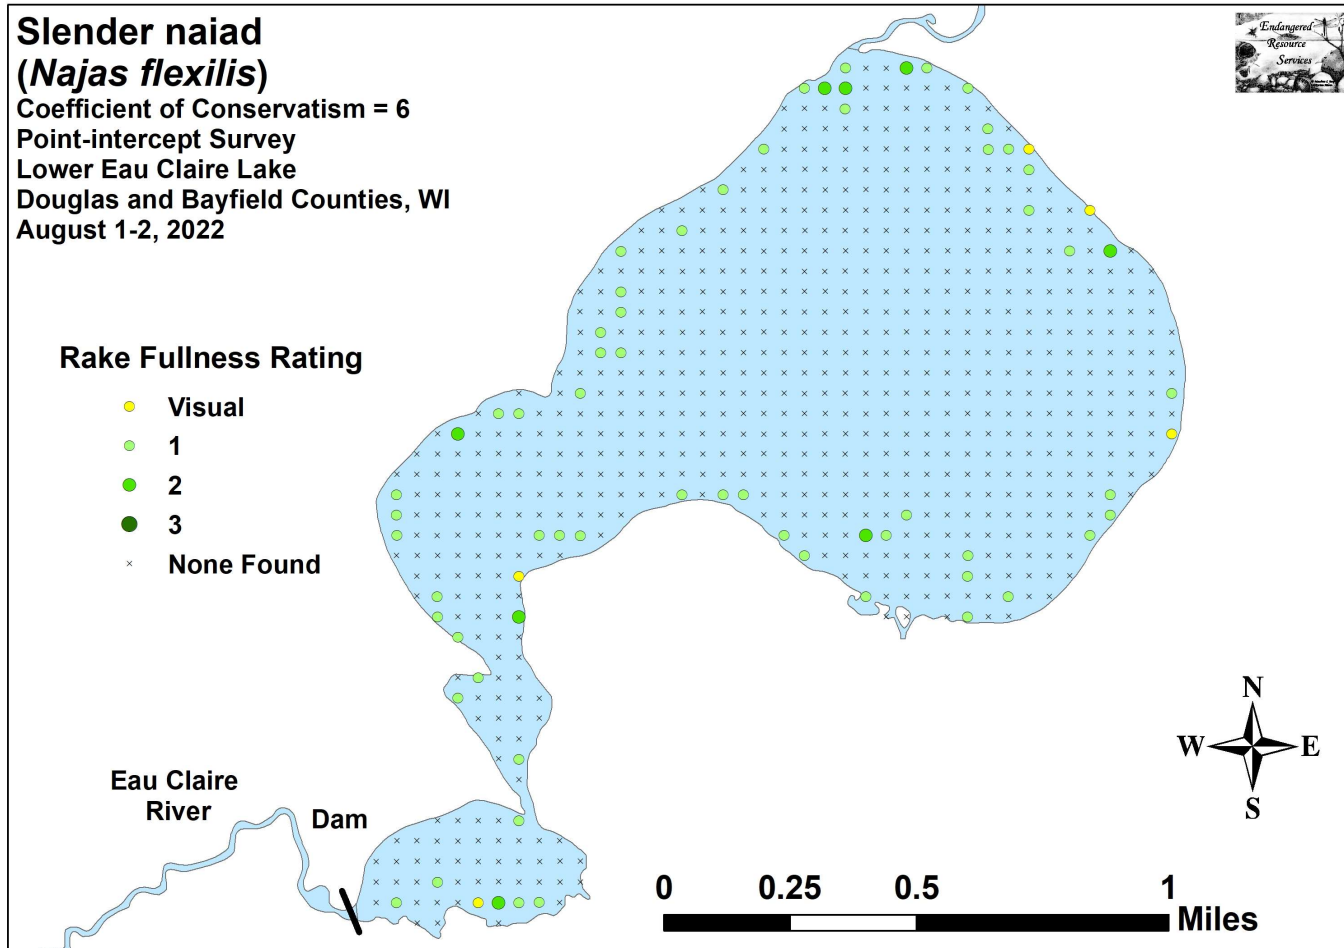 Slender naiad
(Najas flexilis)
Coefficient of Conservatism = 6
Point-intercept Survey
Lower Eau Claire Lake
Douglas and Bayfield Counties, WI
August 1-2, 2022
Endangered
Resource
Services
Rake Fullness Rating
Visual
1
2
3
None Found
N
W
E
S
Eau Claire
River
Dam
0
0.25
0.5
1
Miles